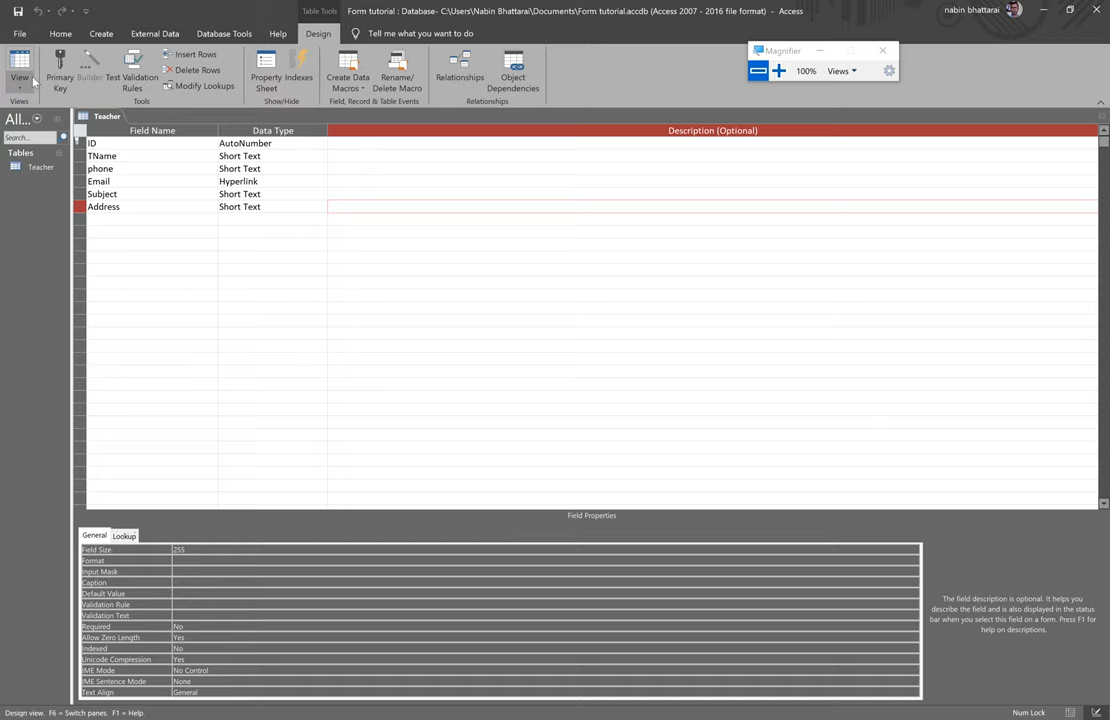 Table Tools
Form tutorial : Database- C:\Users\Nabin Bhattarai\Documents\Form tutorial.accdb (Access 2007 - 2016 file format) - Access
nabin bhattarai
File Home Create External Data Database Tools Help Design Tell me what you want to do
View
Primary Key
Builder
Test Validation Rules
Insert Rows
Delete Rows
Modify Lookups
Property Sheet
Indexes
Create Data Macros
Rename/ Delete Macro
Relationships
Object Dependencies
Magnifier
100% Views
Views Tools Show/Hide Field, Record & Table Events Relationships
All...
Search...
Tables
Teacher
Teacher
Field Name Data Type Description (Optional)
ID AutoNumber
TName Short Text
phone Short Text
Email Hyperlink
Subject Short Text
Address Short Text
Field Properties
General Lookup
Field Size 255
Format
Input Mask
Caption
Default Value
Validation Rule
Validation Text
Required No
Allow Zero Length Yes
Indexed No
Unicode Compression Yes
IME Mode No Control
IME Sentence Mode None
Text Align General
The field description is optional. It helps you
describe the field and is also displayed in the status
bar when you select this field on a form. Press F1 for
help on descriptions.
Design view. F6 = Switch panes. F1 = Help.
Num Lock